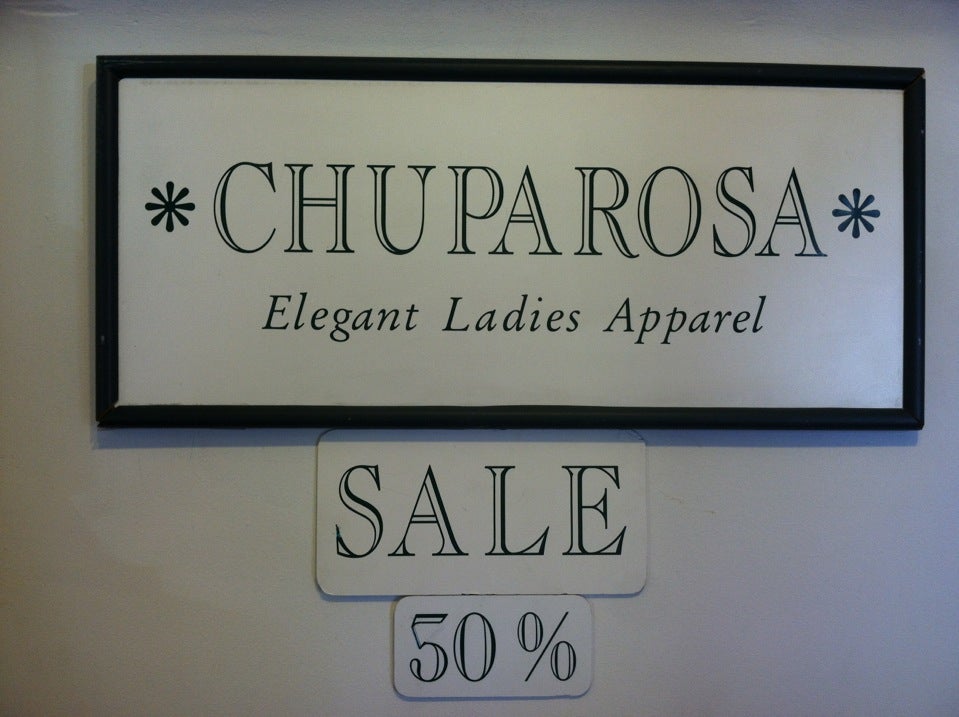 * CHUPAROSA *
Elegant Ladies Apparel
SALE
50 %